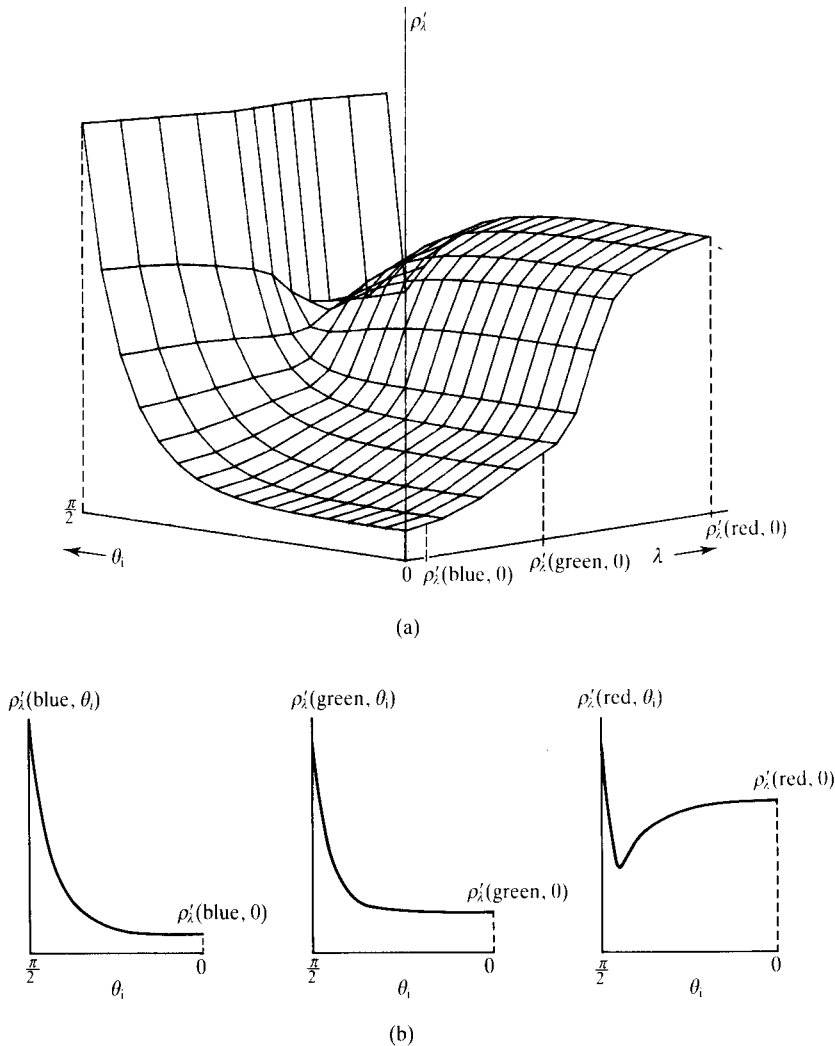 ρ′λ
π/2
θi
0
ρ′λ(blue, 0)
ρ′λ(green, 0)
λ
ρ′λ(red, 0)
(a)
ρ′λ(blue, θi)
ρ′λ(blue, 0)
π/2
0
θi
ρ′λ(green, θi)
ρ′λ(green, 0)
π/2
0
θi
ρ′λ(red, θi)
ρ′λ(red, 0)
π/2
0
θi
(b)